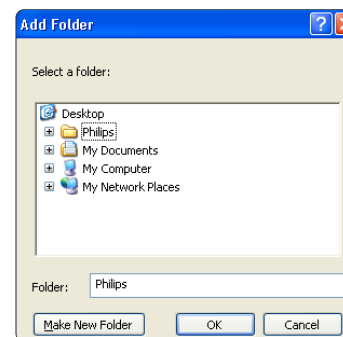 Add Folder
Select a folder:
Desktop
Philips
My Documents
My Computer
My Network Places
Folder: Philips
Make New Folder OK Cancel